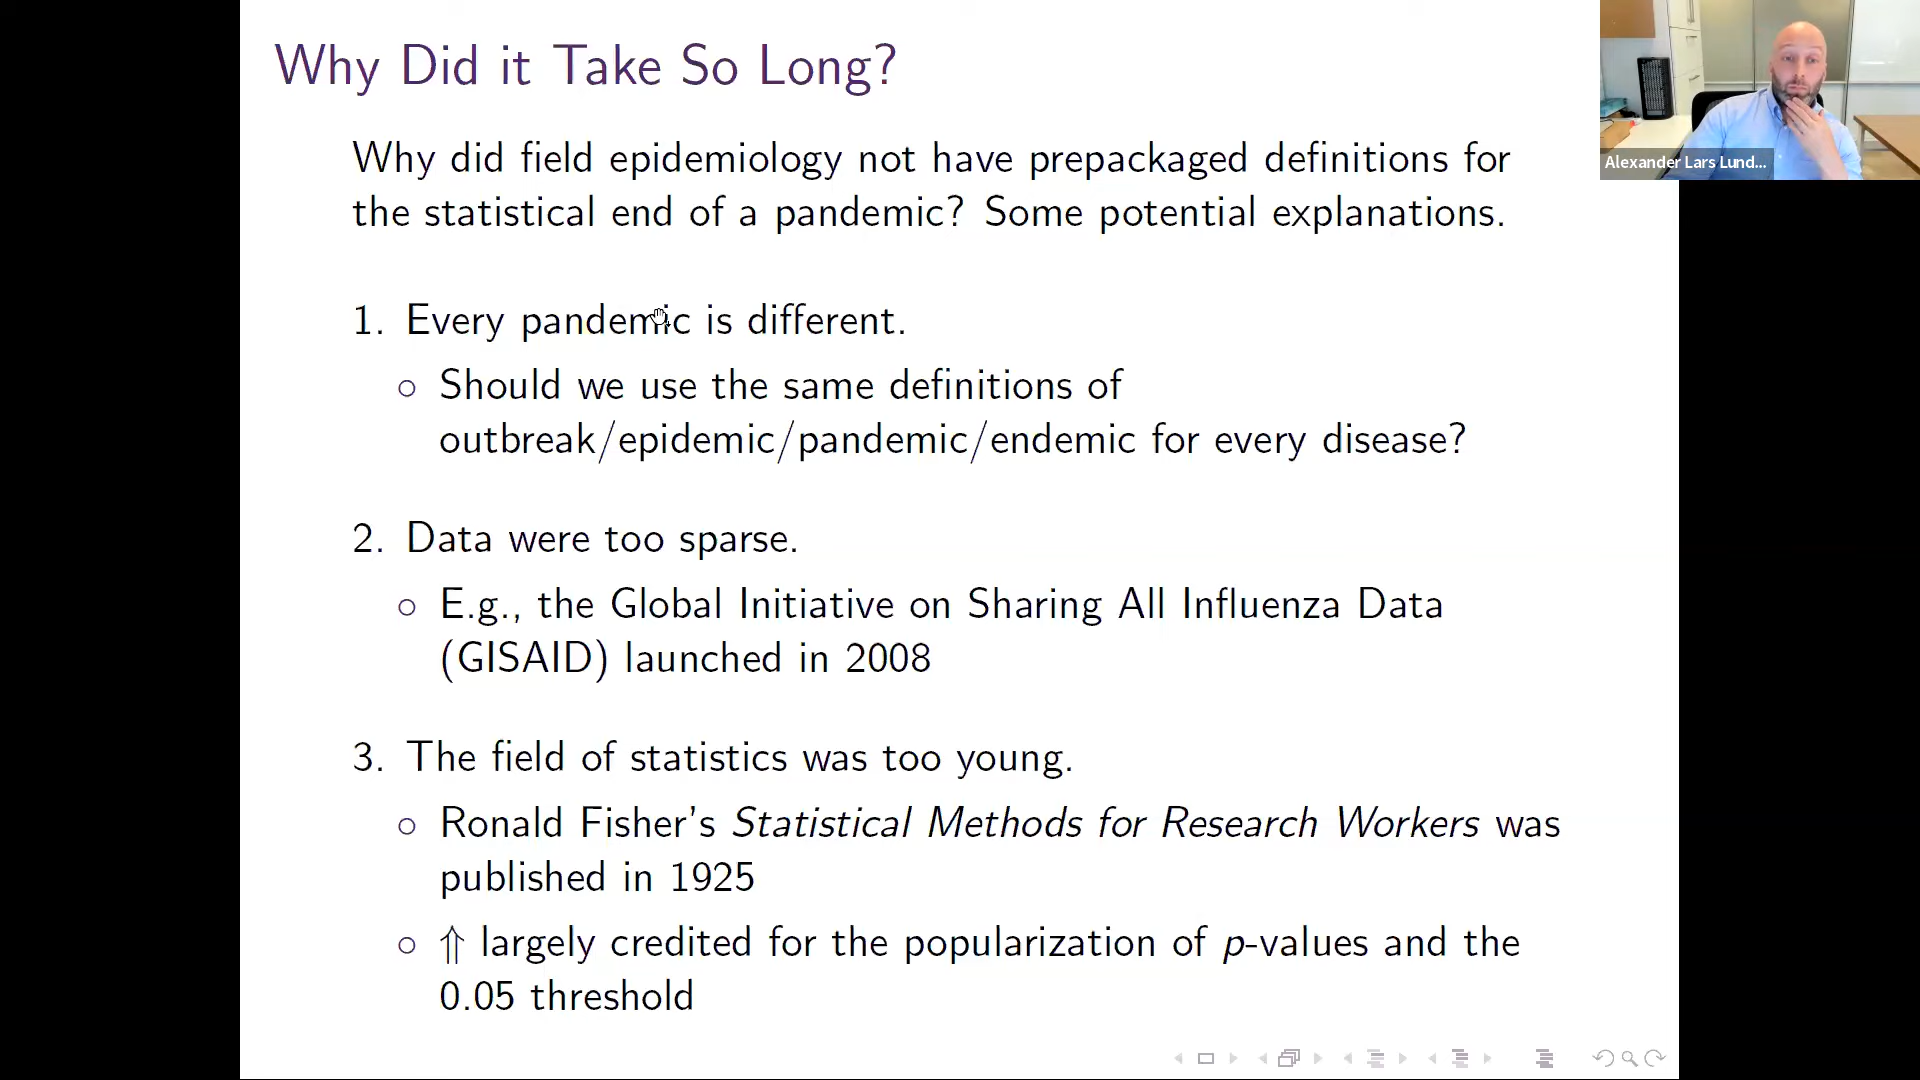 Why Did it Take So Long?
Why did field epidemiology not have prepackaged definitions for
the statistical end of a pandemic? Some potential explanations.
1. Every pandemic is different.
○ Should we use the same definitions of
outbreak/epidemic/pandemic/endemic for every disease?
2. Data were too sparse.
○ E.g., the Global Initiative on Sharing All Influenza Data
(GISAID) launched in 2008
3. The field of statistics was too young.
○ Ronald Fisher's Statistical Methods for Research Workers was
published in 1925
○ ⇑ largely credited for the popularization of p-values and the
0.05 threshold
Alexander Lars Lund...